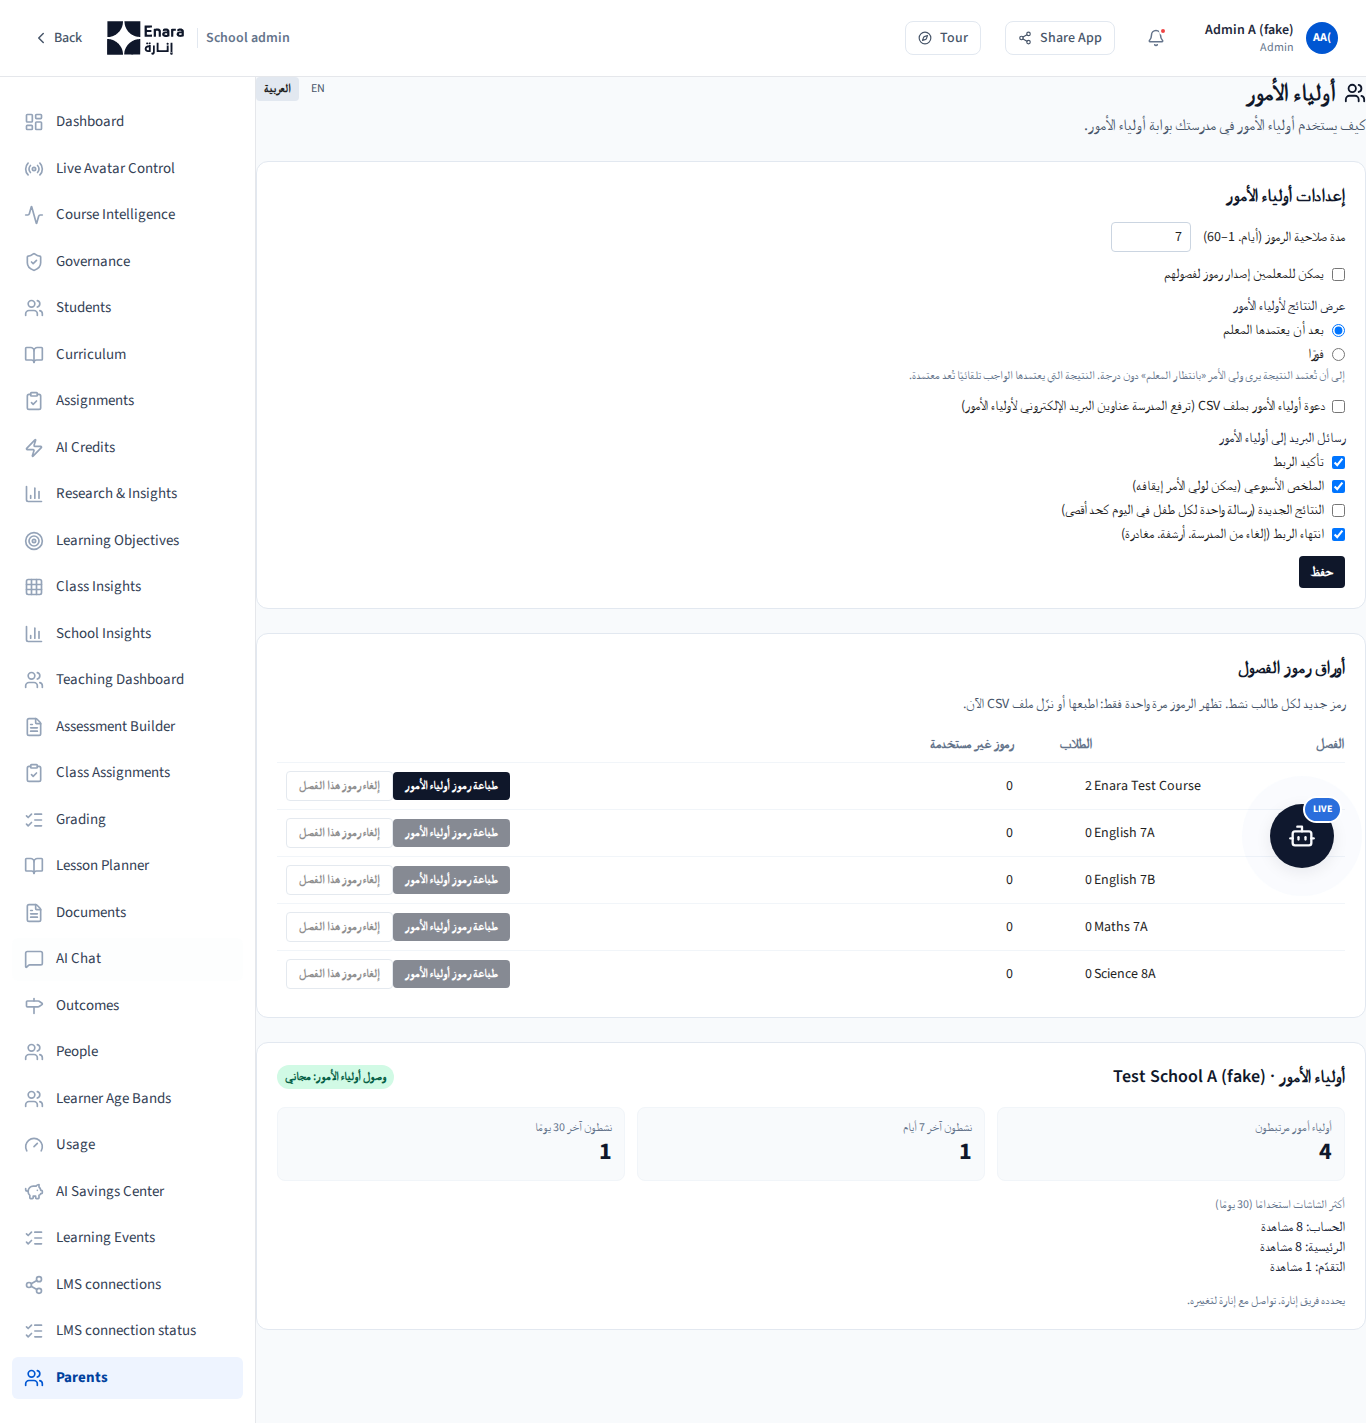 Back
Enara
إنارة
School admin
Tour
Share App
Admin A (fake)
Admin
AA(
Dashboard
Live Avatar Control
Course Intelligence
Governance
Students
Curriculum
Assignments
AI Credits
Research & Insights
Learning Objectives
Class Insights
School Insights
Teaching Dashboard
Assessment Builder
Class Assignments
Grading
Lesson Planner
Documents
AI Chat
Outcomes
People
Learner Age Bands
Usage
AI Savings Center
Learning Events
LMS connections
LMS connection status
Parents
العربية
EN
أولياء الأمور
كيف يستخدم أولياء الأمور في مدرستك بوابة أولياء الأمور.
إعدادات أولياء الأمور
مدة صلاحية الرموز (أيام، 1–60)
7
يمكن للمعلمين إصدار رموز لفصولهم
عرض النتائج لأولياء الأمور
بعد أن يعتمدها المعلم
فورًا
إلى أن تُعتمد النتيجة يرى ولي الأمر «بانتظار المعلم» دون درجة. النتيجة التي يعتمدها الواجب تلقائيًا تُعد معتمدة.
دعوة أولياء الأمور بملف CSV (ترفع المدرسة عناوين البريد الإلكتروني لأولياء الأمور)
رسائل البريد إلى أولياء الأمور
تأكيد الربط
الملخص الأسبوعي (يمكن لولي الأمر إيقافه)
النتائج الجديدة (رسالة واحدة لكل طفل في اليوم كحد أقصى)
انتهاء الربط (إلغاء من المدرسة، أرشفة، مغادرة)
حفظ
أوراق رموز الفصول
رمز جديد لكل طالب نشط. تظهر الرموز مرة واحدة فقط: اطبعها أو نزّل ملف CSV الآن.
الفصل
الطلاب
رموز غير مستخدمة
Enara Test Course
2
0
طباعة رموز أولياء الأمور
إلغاء رموز هذا الفصل
English 7A
0
0
طباعة رموز أولياء الأمور
إلغاء رموز هذا الفصل
English 7B
0
0
طباعة رموز أولياء الأمور
إلغاء رموز هذا الفصل
Maths 7A
0
0
طباعة رموز أولياء الأمور
إلغاء رموز هذا الفصل
Science 8A
0
0
طباعة رموز أولياء الأمور
إلغاء رموز هذا الفصل
LIVE
أولياء الأمور · Test School A (fake)
وصول أولياء الأمور: مجاني
أولياء أمور مرتبطون
4
نشطون آخر 7 أيام
1
نشطون آخر 30 يومًا
1
أكثر الشاشات استخدامًا (30 يومًا)
الحساب: 8 مشاهدة
الرئيسية: 8 مشاهدة
التقدّم: 1 مشاهدة
يحدده فريق إنارة. تواصل مع إنارة لتغييره.